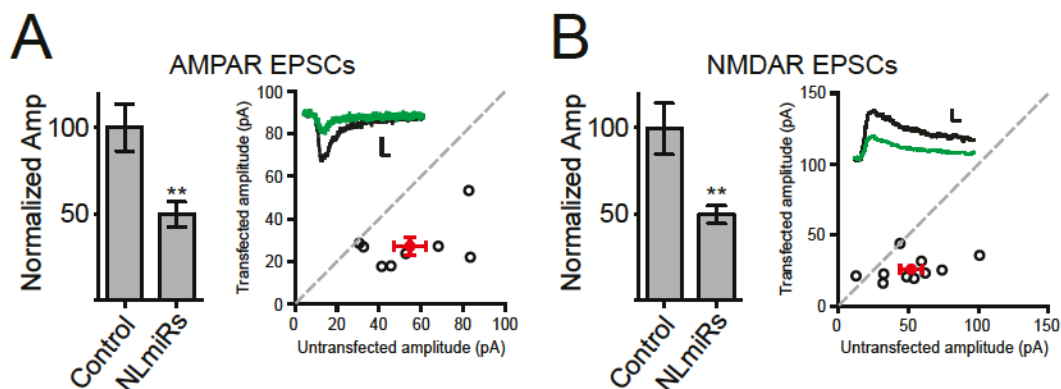 A
AMPAR EPSCs
Normalized Amp
100
50
**
Control
NLmiRs
Transfected amplitude (pA)
100
80
60
40
20
0
0 20 40 60 80 100
Untransfected amplitude (pA)
B
NMDAR EPSCs
Normalized Amp
100
50
**
Control
NLmiRs
Transfected amplitude (pA)
150
100
50
0
0 50 100 150
Untransfected amplitude (pA)